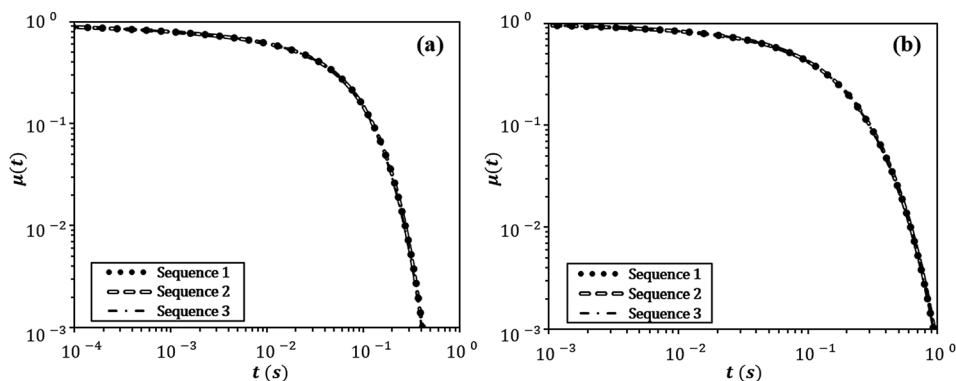 (a)
μ(t)
10⁰
10⁻¹
10⁻²
10⁻³
Sequence 1
Sequence 2
Sequence 3
10⁻⁴ 10⁻³ 10⁻² 10⁻¹ 10⁰
t (s)
(b)
μ(t)
10⁰
10⁻¹
10⁻²
10⁻³
Sequence 1
Sequence 2
Sequence 3
10⁻³ 10⁻² 10⁻¹ 10⁰
t (s)